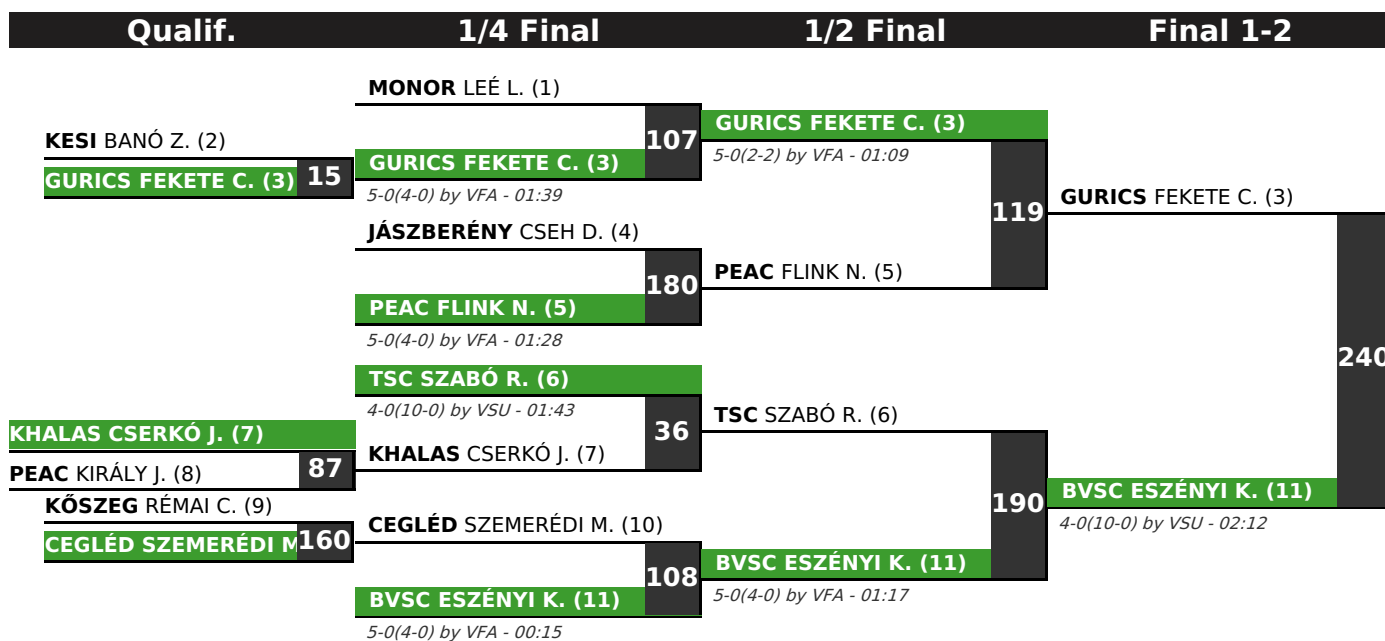 Qualif.
1/4 Final
1/2 Final
Final 1-2
KESI BANÓ Z. (2)
GURICS FEKETE C. (3)
15
KHALAS CSERKÓ J. (7)
PEAC KIRÁLY J. (8)
87
KŐSZEG RÉMAI C. (9)
CEGLÉD SZEMERÉDI M
160
MONOR LEÉ L. (1)
GURICS FEKETE C. (3)
107
5-0(4-0) by VFA - 01:39
JÁSZBERÉNY CSEH D. (4)
PEAC FLINK N. (5)
180
5-0(4-0) by VFA - 01:28
TSC SZABÓ R. (6)
4-0(10-0) by VSU - 01:43
KHALAS CSERKÓ J. (7)
36
CEGLÉD SZEMERÉDI M. (10)
BVSC ESZÉNYI K. (11)
108
5-0(4-0) by VFA - 00:15
GURICS FEKETE C. (3)
5-0(2-2) by VFA - 01:09
PEAC FLINK N. (5)
119
TSC SZABÓ R. (6)
BVSC ESZÉNYI K. (11)
190
5-0(4-0) by VFA - 01:17
GURICS FEKETE C. (3)
BVSC ESZÉNYI K. (11)
240
4-0(10-0) by VSU - 02:12